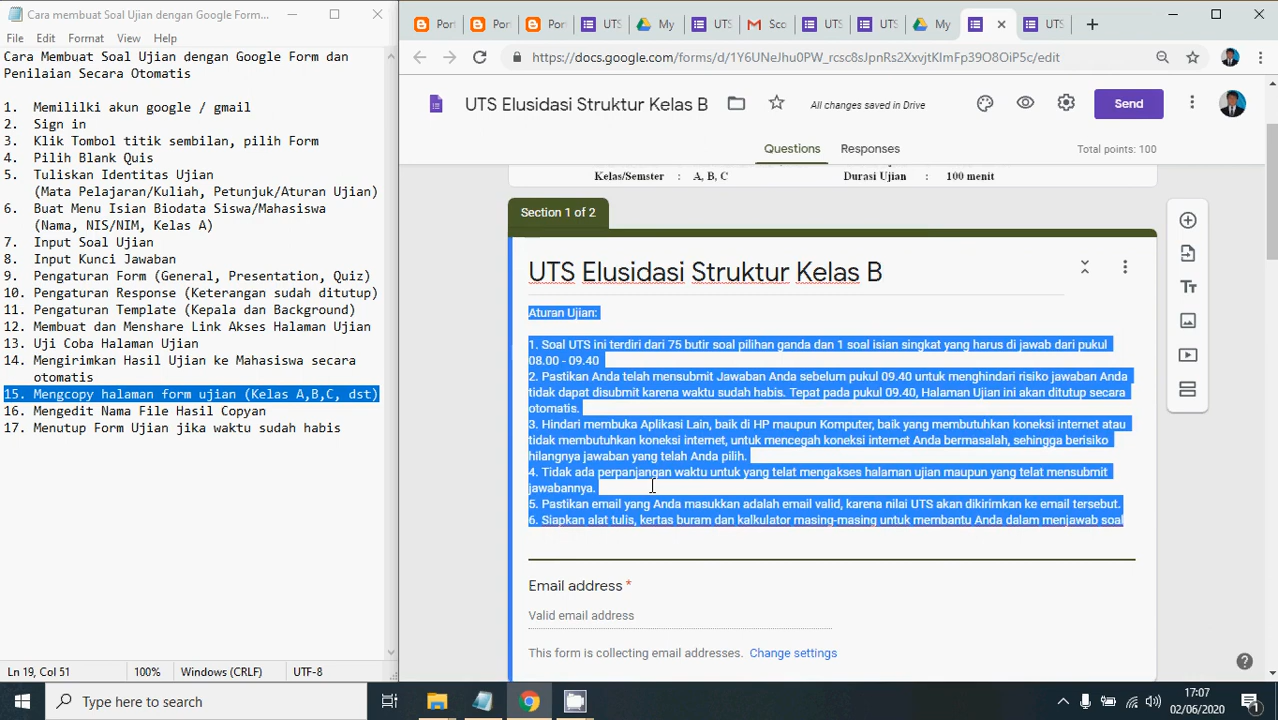 Cara membuat Soal Ujian dengan Google Form...
File Edit Format View Help
Cara Membuat Soal Ujian dengan Google Form dan
Penilaian Secara Otomatis
1. Memililki akun google / gmail
2. Sign in
3. Klik Tombol titik sembilan, pilih Form
4. Pilih Blank Quis
5. Tuliskan Identitas Ujian
(Mata Pelajaran/Kuliah, Petunjuk/Aturan Ujian)
6. Buat Menu Isian Biodata Siswa/Mahasiswa
(Nama, NIS/NIM, Kelas A)
7. Input Soal Ujian
8. Input Kunci Jawaban
9. Pengaturan Form (General, Presentation, Quiz)
10. Pengaturan Response (Keterangan sudah ditutup)
11. Pengaturan Template (Kepala dan Background)
12. Membuat dan Menshare Link Akses Halaman Ujian
13. Uji Coba Halaman Ujian
14. Mengirimkan Hasil Ujian ke Mahasiswa secara
otomatis
15. Mengcopy halaman form ujian (Kelas A,B,C, dst)
16. Mengedit Nama File Hasil Copyan
17. Menutup Form Ujian jika waktu sudah habis
Ln 19, Col 51 100% Windows (CRLF) UTF-8
Port Port Port UTS My UTS Sco UTS UTS My UTS
https://docs.google.com/forms/d/1Y6UNeJhu0PW_rcsc8sJpnRs2XxvjtKImFp39O8OiP5c/edit
UTS Elusidasi Struktur Kelas B All changes saved in Drive Send
Questions Responses Total points: 100
Kelas/Semster : A, B, C Durasi Ujian : 100 menit
Section 1 of 2
UTS Elusidasi Struktur Kelas B
Aturan Ujian:
1. Soal UTS ini terdiri dari 75 butir soal pilihan ganda dan 1 soal isian singkat yang harus di jawab dari pukul
08.00 - 09.40
2. Pastikan Anda telah mensubmit Jawaban Anda sebelum pukul 09.40 untuk menghindari risiko jawaban Anda
tidak dapat disubmit karena waktu sudah habis. Tepat pada pukul 09.40, Halaman Ujian ini akan ditutup secara
otomatis.
3. Hindari membuka Aplikasi Lain, baik di HP maupun Komputer, baik yang membutuhkan koneksi internet atau
tidak membutuhkan koneksi internet, untuk mencegah koneksi internet Anda bermasalah, sehingga berisiko
hilangnya jawaban yang telah Anda pilih.
4. Tidak ada perpanjangan waktu untuk yang telat mengakses halaman ujian maupun yang telat mensubmit
jawabannya.
5. Pastikan email yang Anda masukkan adalah email valid, karena nilai UTS akan dikirimkan ke email tersebut.
6. Siapkan alat tulis, kertas buram dan kalkulator masing-masing untuk membantu Anda dalam menjawab soal
Email address *
Valid email address
This form is collecting email addresses. Change settings
Type here to search
17:07
02/06/2020
1